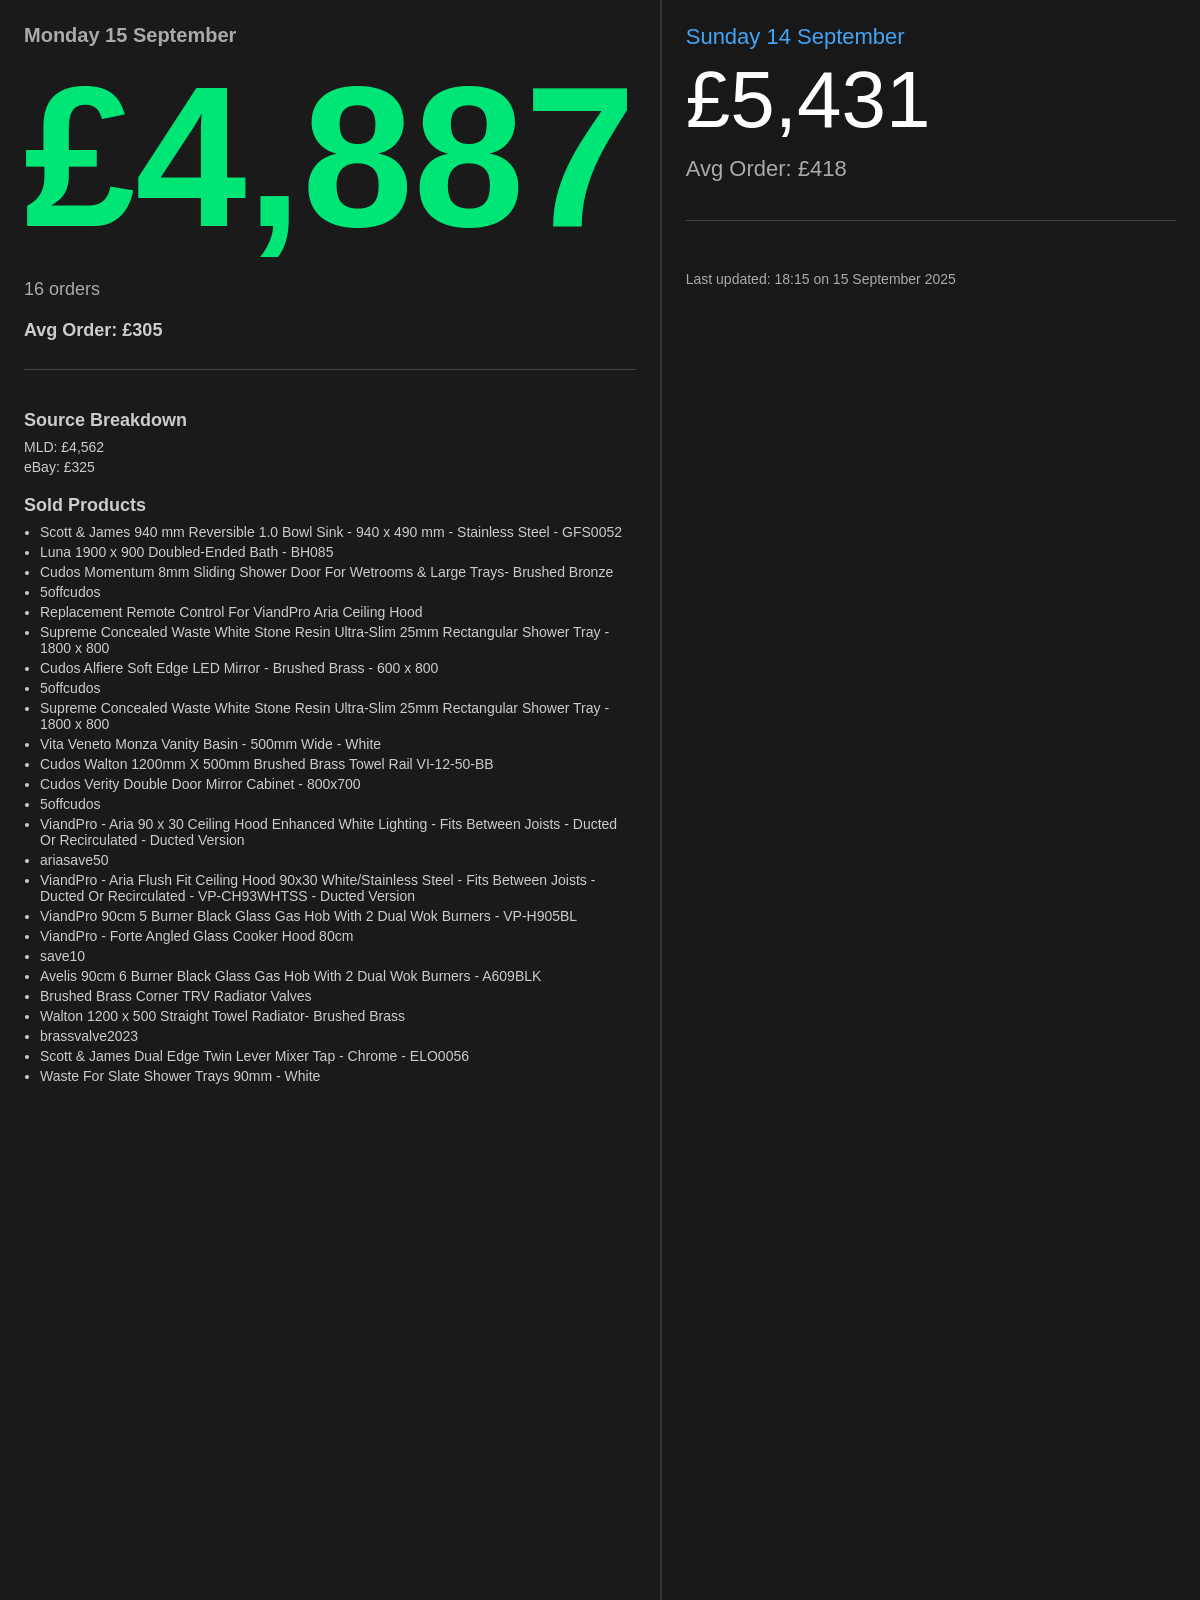 Monday 15 September
£4,887
16 orders
Avg Order: £305
Source Breakdown
MLD: £4,562
eBay: £325
Sold Products
• Scott & James 940 mm Reversible 1.0 Bowl Sink - 940 x 490 mm - Stainless Steel - GFS0052
• Luna 1900 x 900 Doubled-Ended Bath - BH085
• Cudos Momentum 8mm Sliding Shower Door For Wetrooms & Large Trays- Brushed Bronze
• 5offcudos
• Replacement Remote Control For ViandPro Aria Ceiling Hood
• Supreme Concealed Waste White Stone Resin Ultra-Slim 25mm Rectangular Shower Tray -
1800 x 800
• Cudos Alfiere Soft Edge LED Mirror - Brushed Brass - 600 x 800
• 5offcudos
• Supreme Concealed Waste White Stone Resin Ultra-Slim 25mm Rectangular Shower Tray -
1800 x 800
• Vita Veneto Monza Vanity Basin - 500mm Wide - White
• Cudos Walton 1200mm X 500mm Brushed Brass Towel Rail VI-12-50-BB
• Cudos Verity Double Door Mirror Cabinet - 800x700
• 5offcudos
• ViandPro - Aria 90 x 30 Ceiling Hood Enhanced White Lighting - Fits Between Joists - Ducted
Or Recirculated - Ducted Version
• ariasave50
• ViandPro - Aria Flush Fit Ceiling Hood 90x30 White/Stainless Steel - Fits Between Joists -
Ducted Or Recirculated - VP-CH93WHTSS - Ducted Version
• ViandPro 90cm 5 Burner Black Glass Gas Hob With 2 Dual Wok Burners - VP-H905BL
• ViandPro - Forte Angled Glass Cooker Hood 80cm
• save10
• Avelis 90cm 6 Burner Black Glass Gas Hob With 2 Dual Wok Burners - A609BLK
• Brushed Brass Corner TRV Radiator Valves
• Walton 1200 x 500 Straight Towel Radiator- Brushed Brass
• brassvalve2023
• Scott & James Dual Edge Twin Lever Mixer Tap - Chrome - ELO0056
• Waste For Slate Shower Trays 90mm - White
Sunday 14 September
£5,431
Avg Order: £418
Last updated: 18:15 on 15 September 2025